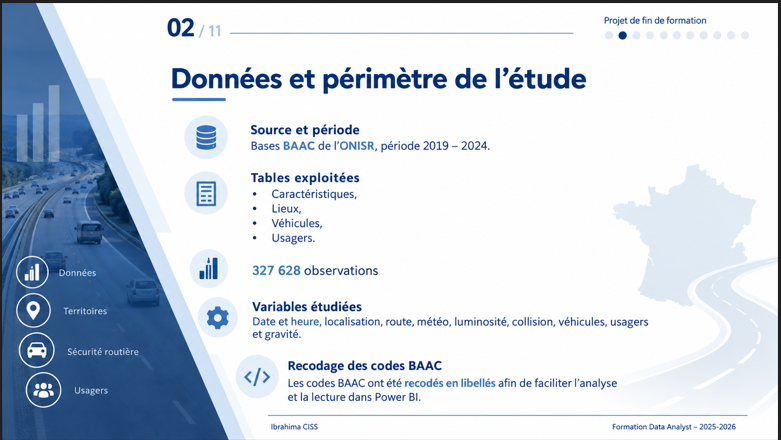 02 / 11
Projet de fin de formation
Données et périmètre de l'étude
Source et période
Bases BAAC de l'ONISR, période 2019 – 2024.
Tables exploitées
• Caractéristiques,
• Lieux,
• Véhicules,
• Usagers.
327 628 observations
Variables étudiées
Date et heure, localisation, route, météo, luminosité, collision, véhicules, usagers
et gravité.
Recodage des codes BAAC
Les codes BAAC ont été recodés en libellés afin de faciliter l'analyse
et la lecture dans Power BI.
Données
Territoires
Sécurité routière
Usagers
Ibrahima CISS
Formation Data Analyst – 2025-2026